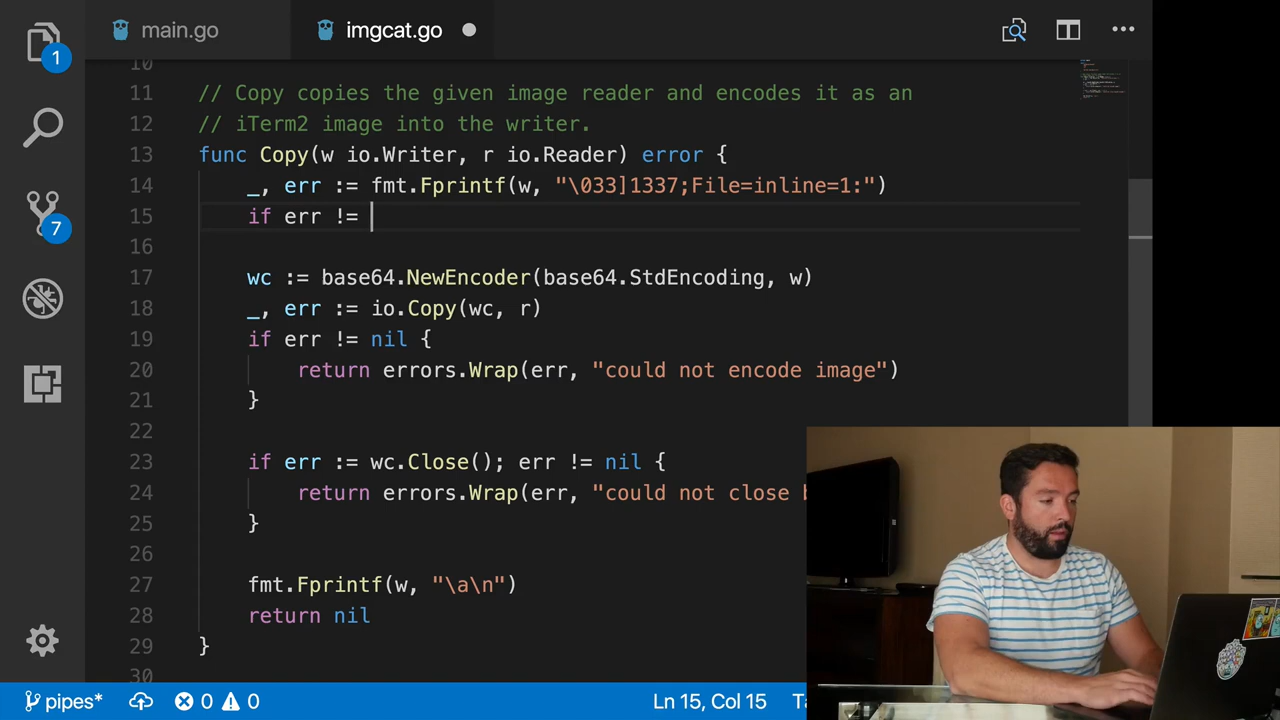 main.go
imgcat.go
10
11 // Copy copies the given image reader and encodes it as an
12 // iTerm2 image into the writer.
13 func Copy(w io.Writer, r io.Reader) error {
14 _, err := fmt.Fprintf(w, "\033]1337;File=inline=1:")
15 if err !=
16
17 wc := base64.NewEncoder(base64.StdEncoding, w)
18 _, err := io.Copy(wc, r)
19 if err != nil {
20 return errors.Wrap(err, "could not encode image")
21 }
22
23 if err := wc.Close(); err != nil {
24 return errors.Wrap(err, "could not close
25 }
26
27 fmt.Fprintf(w, "\a\n")
28 return nil
29 }
30
1
7
pipes*
0
0
Ln 15, Col 15